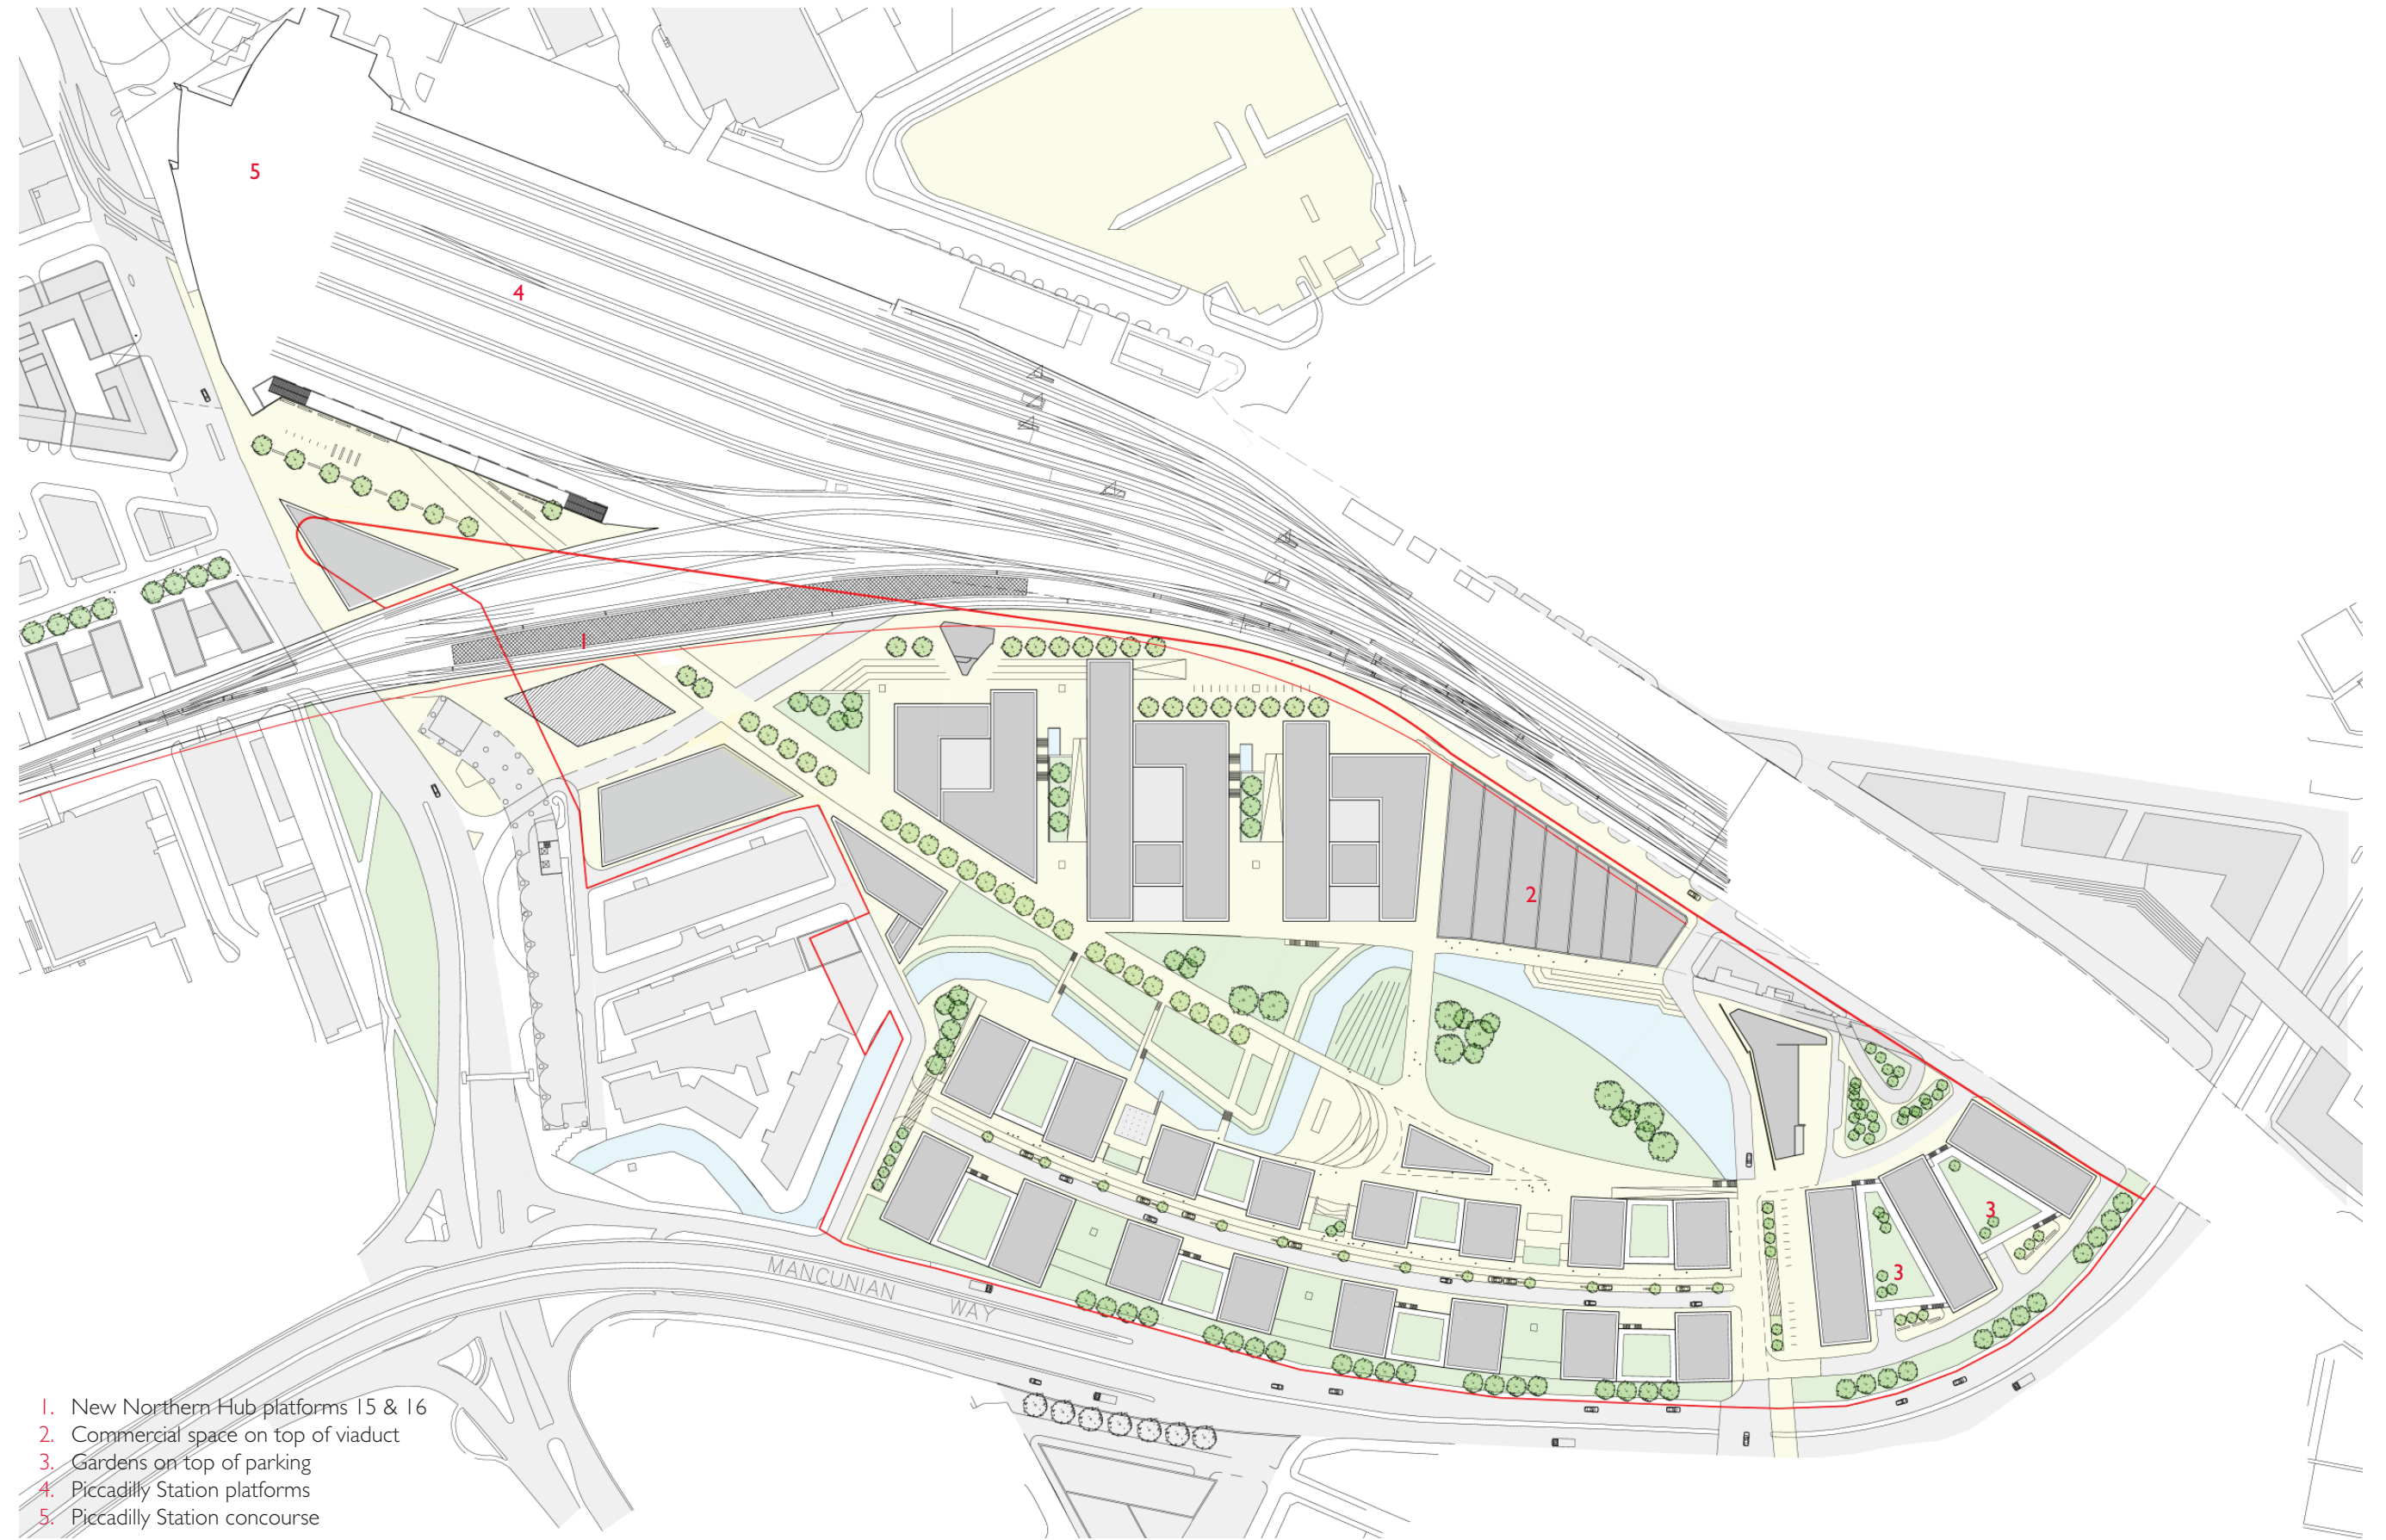 5
4
1
2
3
3
MANCUNIAN WAY
1. New Northern Hub platforms 15 & 16
2. Commercial space on top of viaduct
3. Gardens on top of parking
4. Piccadilly Station platforms
5. Piccadilly Station concourse